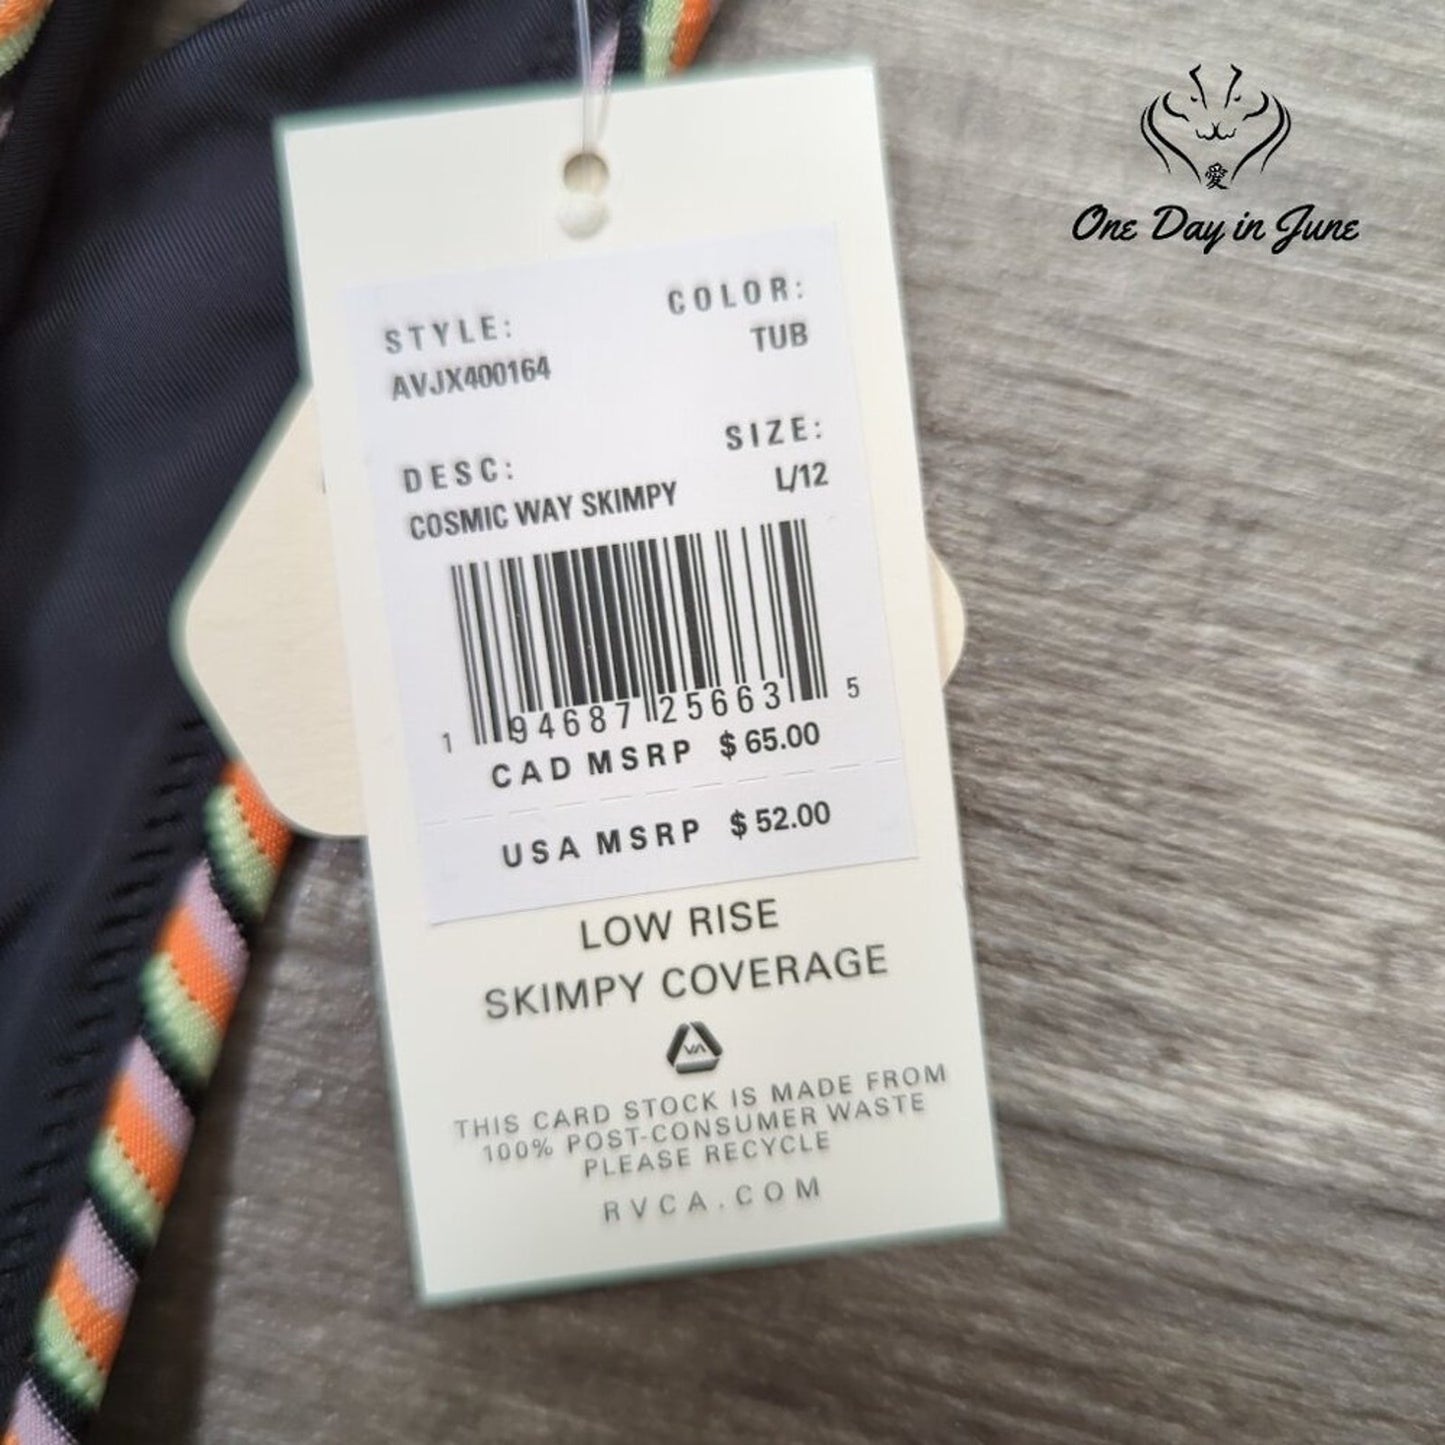 愛
One Day in June
STYLE:
AVJX400164
COLOR:
TUB
DESC:
COSMIC WAY SKIMPY
SIZE:
L/12
1 94687 25663 5
CAD MSRP $ 65.00
USA MSRP $ 52.00
LOW RISE
SKIMPY COVERAGE
VA
THIS CARD STOCK IS MADE FROM
100% POST-CONSUMER WASTE
PLEASE RECYCLE
RVCA.COM